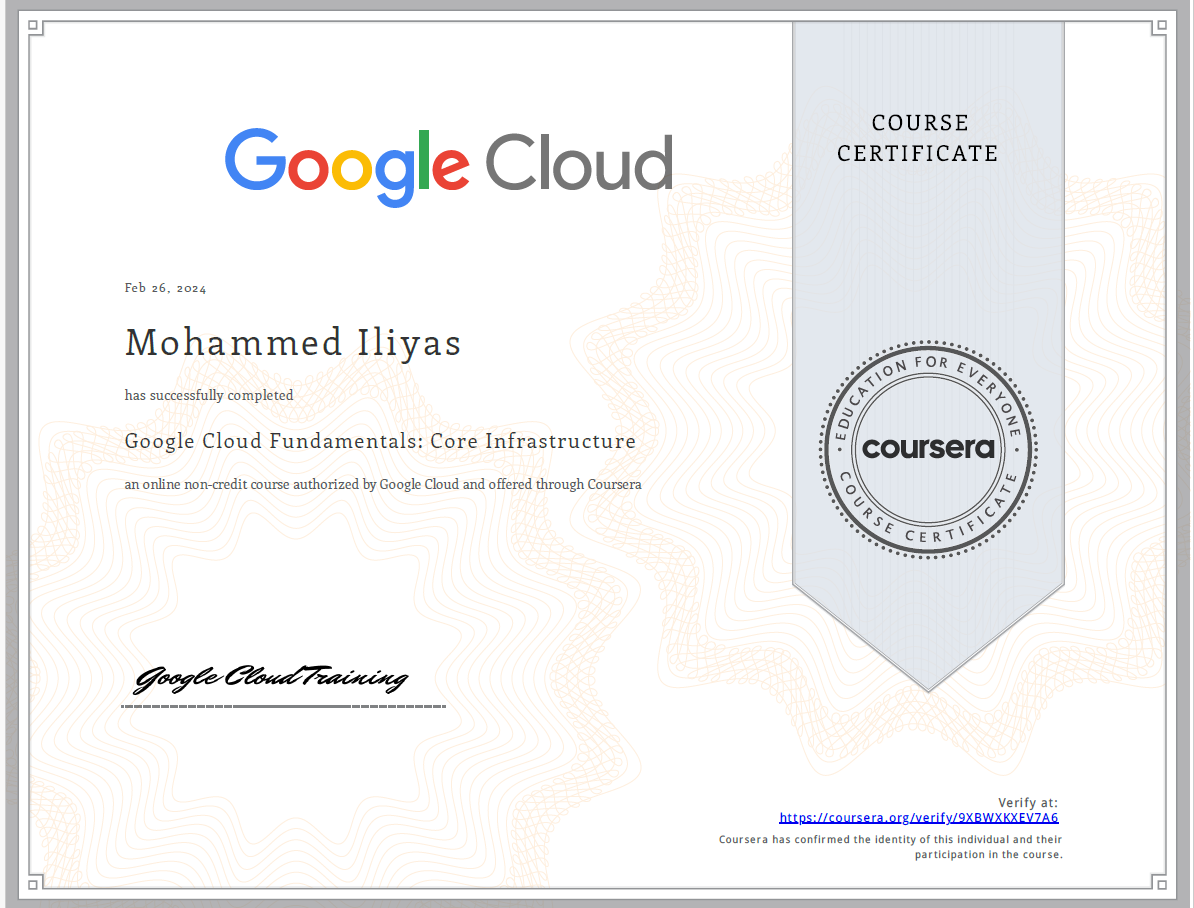 Google Cloud
COURSE
CERTIFICATE
Feb 26, 2024
Mohammed Iliyas
has successfully completed
Google Cloud Fundamentals: Core Infrastructure
an online non-credit course authorized by Google Cloud and offered through Coursera
EDUCATION FOR EVERYONE
coursera
COURSE CERTIFICATE
Google Cloud Training
Verify at:
https://coursera.org/verify/9XBWXKXEV7A6
Coursera has confirmed the identity of this individual and their
participation in the course.